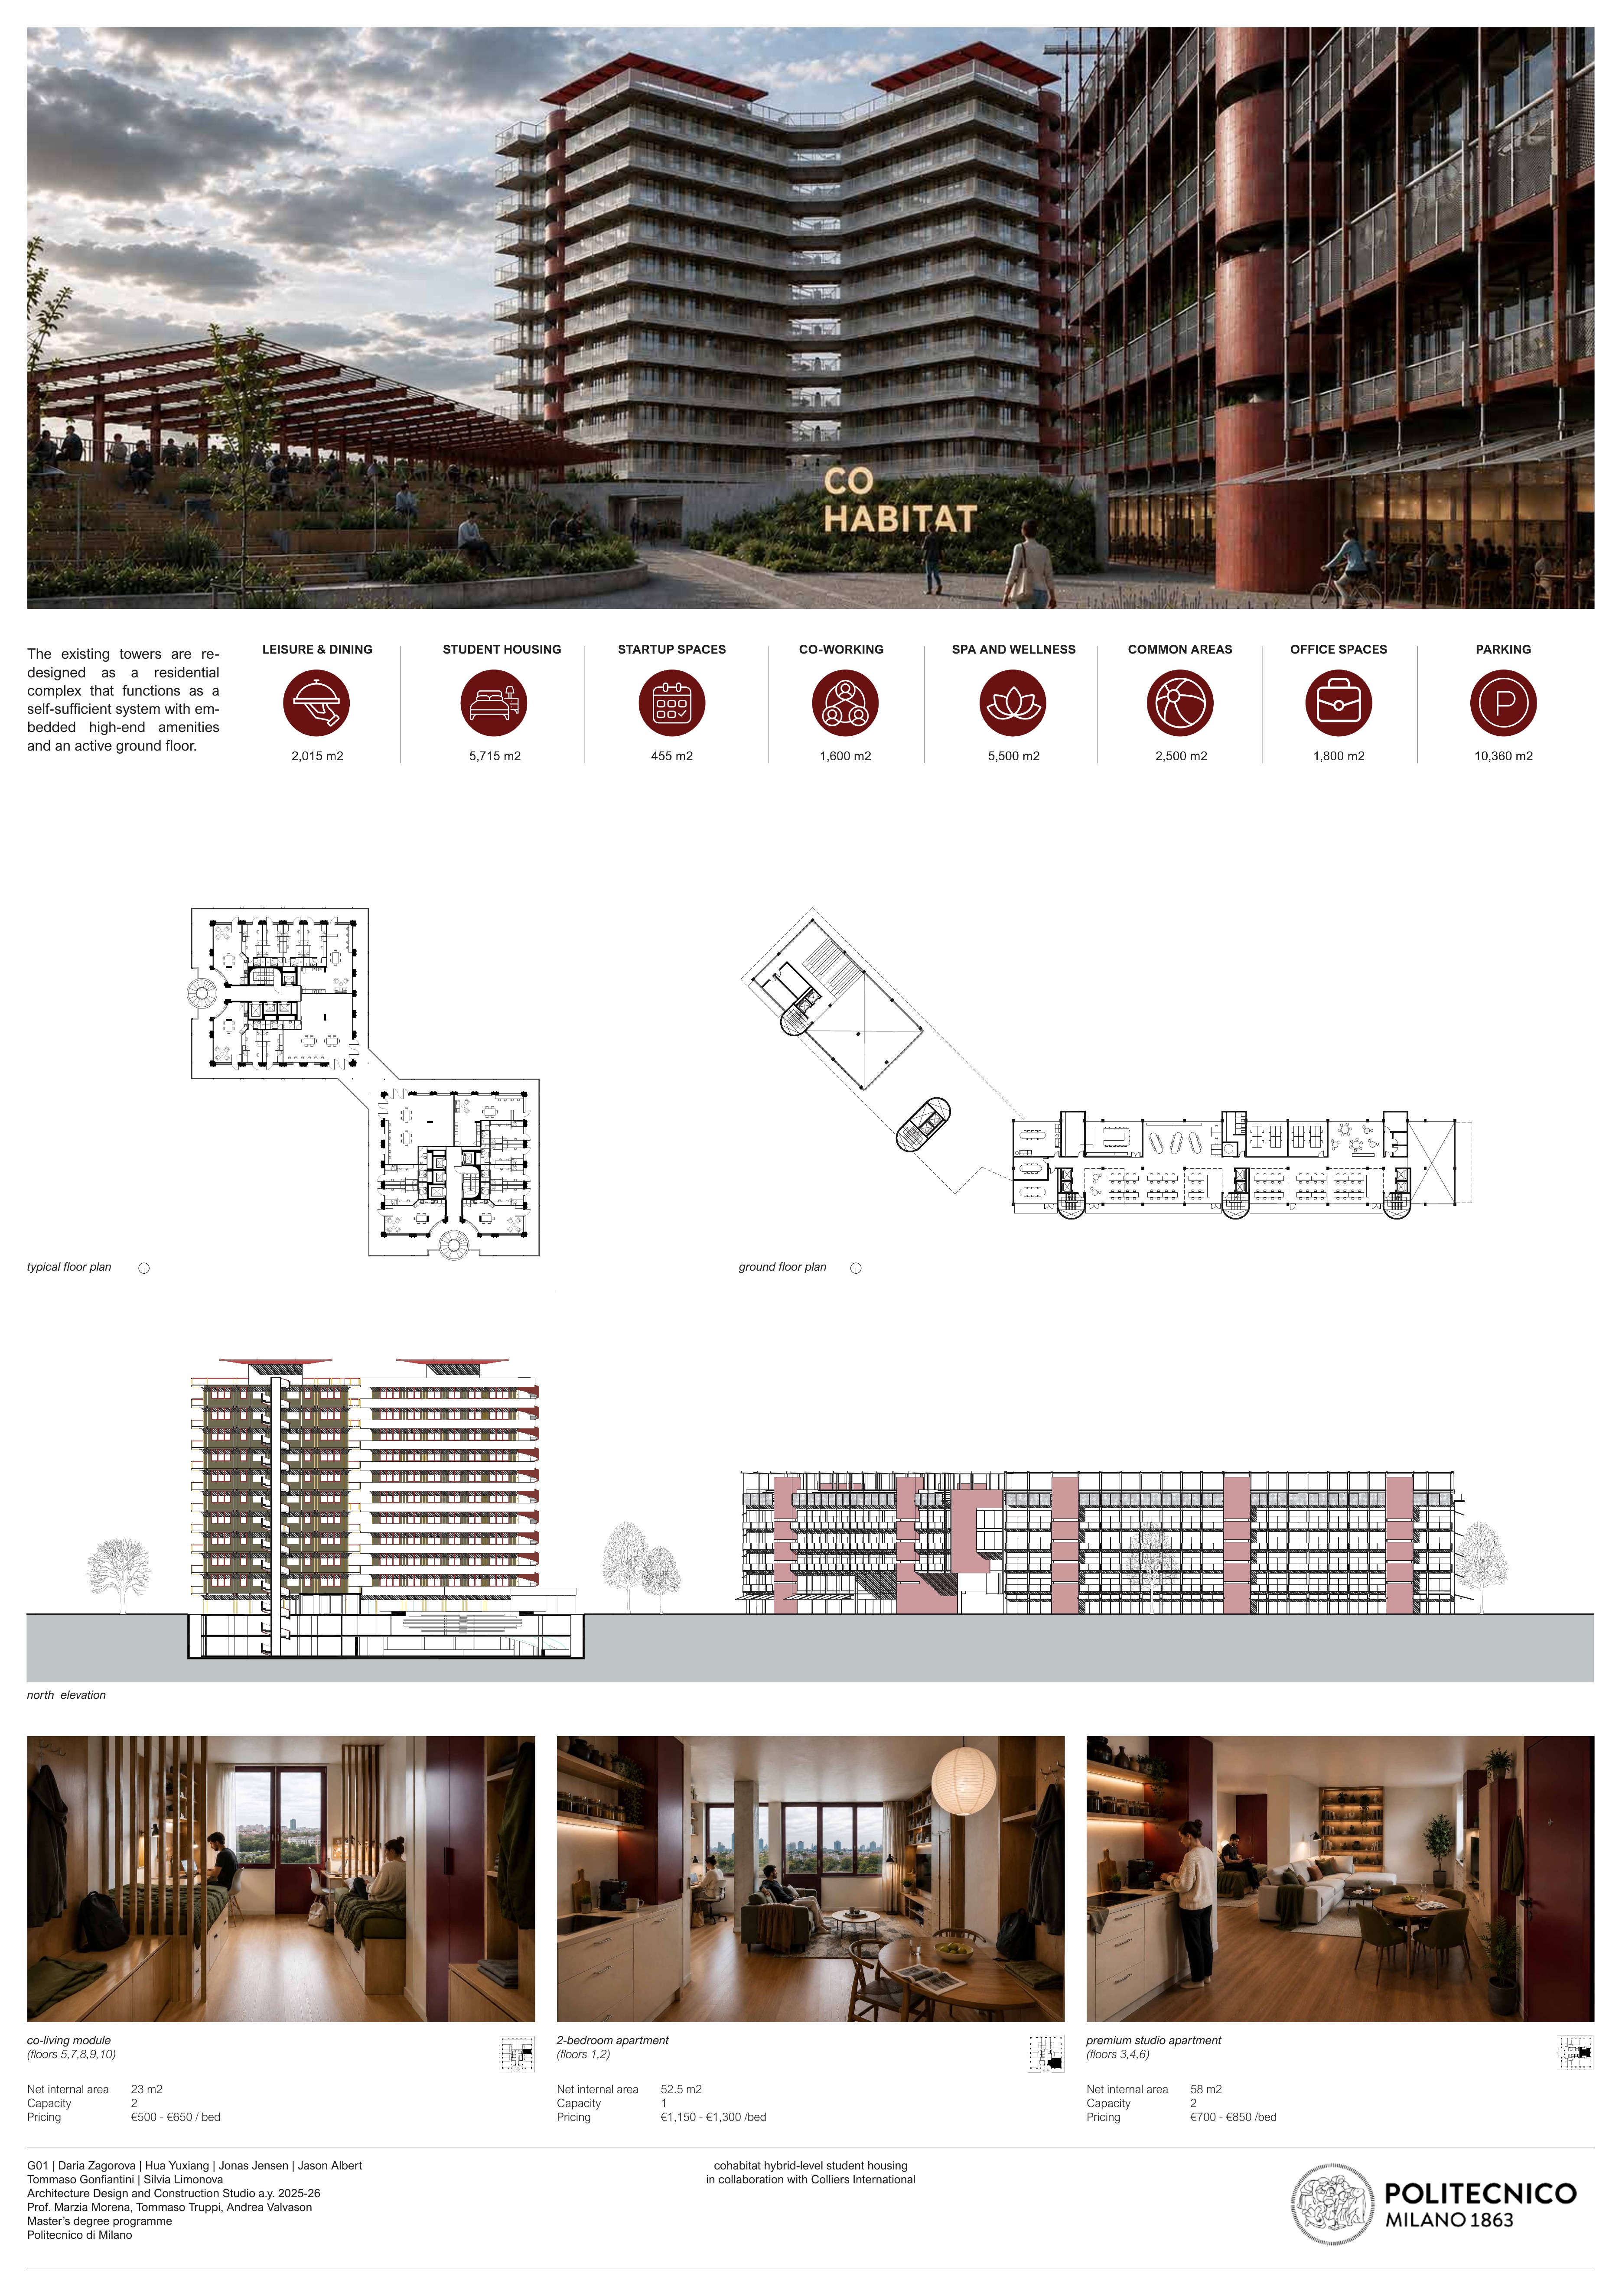 CO
HABITAT
The existing towers are re-
designed as a residential
complex that functions as a
self-sufficient system with em-
bedded high-end amenities
and an active ground floor.
LEISURE & DINING
2,015 m2
STUDENT HOUSING
5,715 m2
STARTUP SPACES
455 m2
CO-WORKING
1,600 m2
SPA AND WELLNESS
5,500 m2
COMMON AREAS
2,500 m2
OFFICE SPACES
1,800 m2
PARKING
P
10,360 m2
typical floor plan
ground floor plan
north elevation
co-living module
(floors 5,7,8,9,10)
Net internal area 23 m2
Capacity 2
Pricing €500 - €650 / bed
2-bedroom apartment
(floors 1,2)
Net internal area 52.5 m2
Capacity 1
Pricing €1,150 - €1,300 /bed
premium studio apartment
(floors 3,4,6)
Net internal area 58 m2
Capacity 2
Pricing €700 - €850 /bed
G01 | Daria Zagorova | Hua Yuxiang | Jonas Jensen | Jason Albert
Tommaso Gonfiantini | Silvia Limonova
Architecture Design and Construction Studio a.y. 2025-26
Prof. Marzia Morena, Tommaso Truppi, Andrea Valvason
Master's degree programme
Politecnico di Milano
cohabitat hybrid-level student housing
in collaboration with Colliers International
POLITECNICO
MILANO 1863